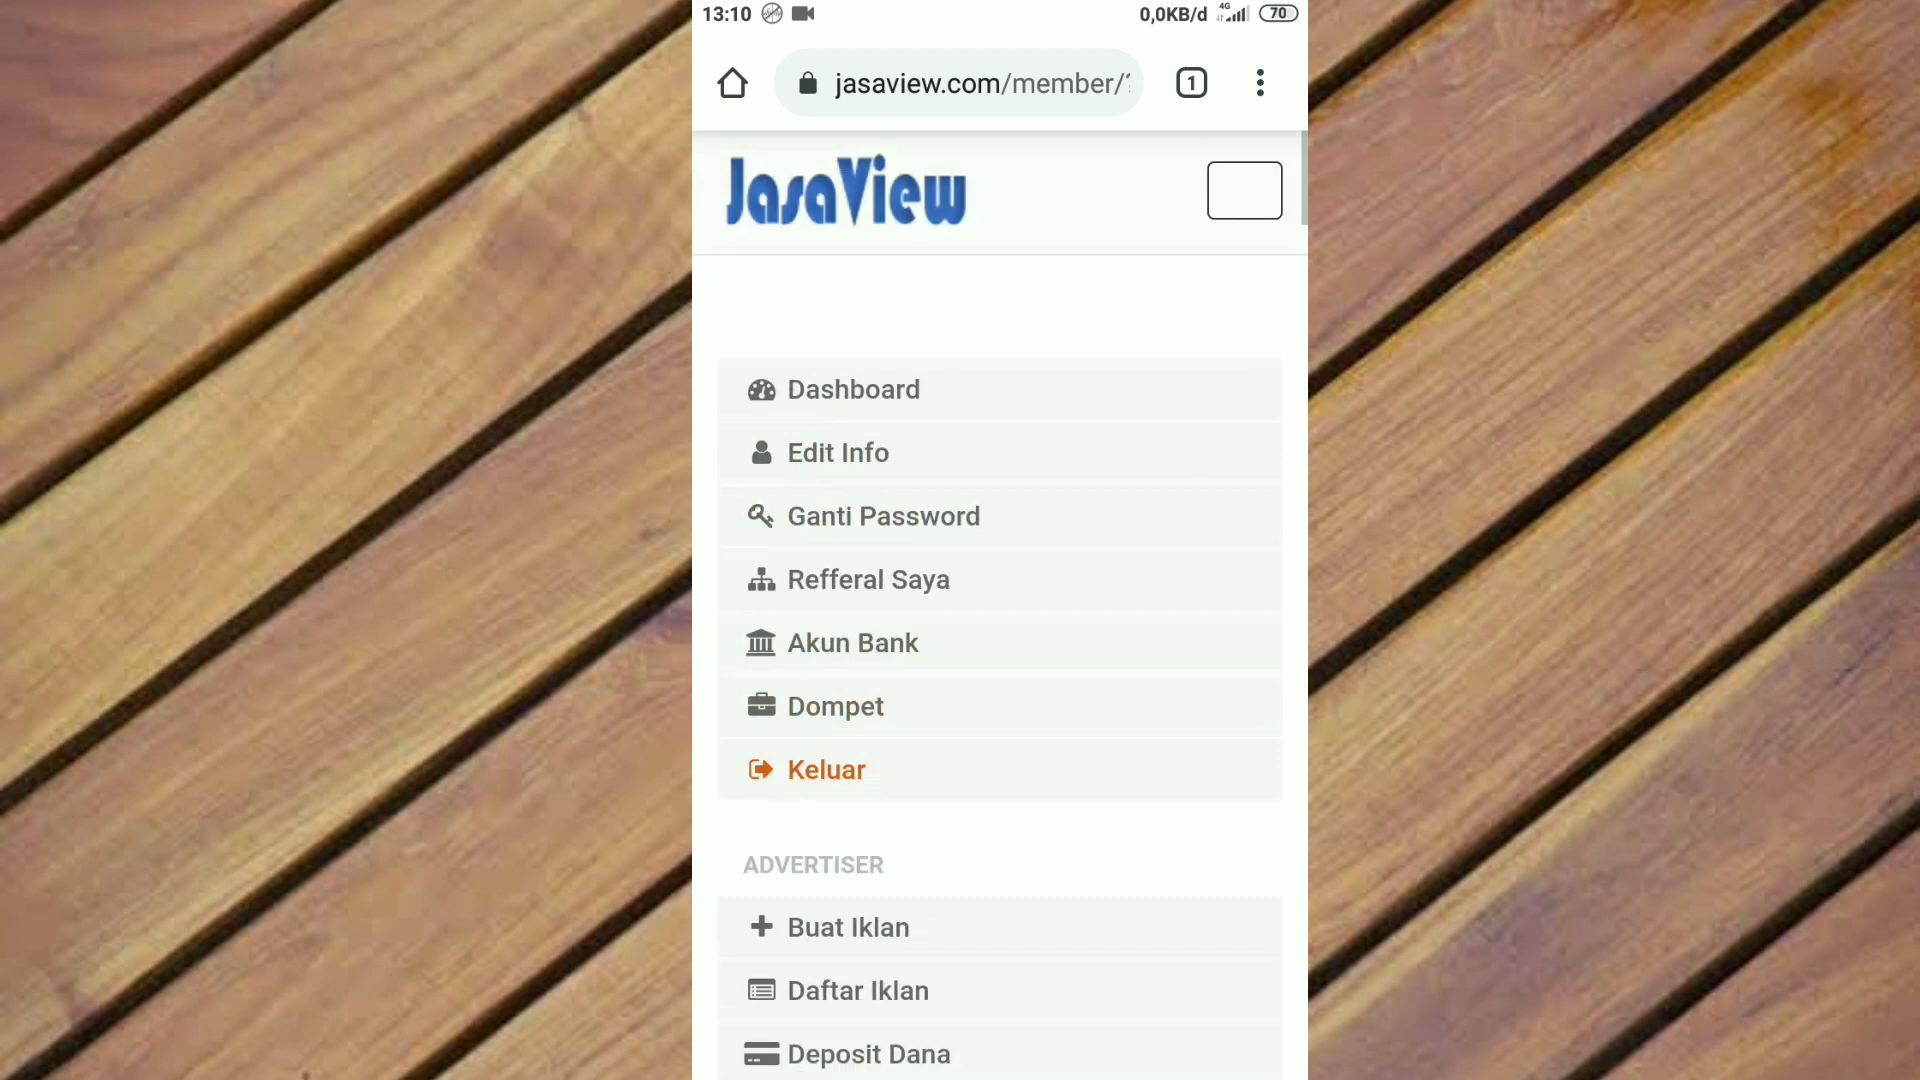 13:10 0,0KB/d 4G 70
jasaview.com/member/ 1
JasaView
Dashboard
Edit Info
Ganti Password
Refferal Saya
Akun Bank
Dompet
Keluar
ADVERTISER
Buat Iklan
Daftar Iklan
Deposit Dana